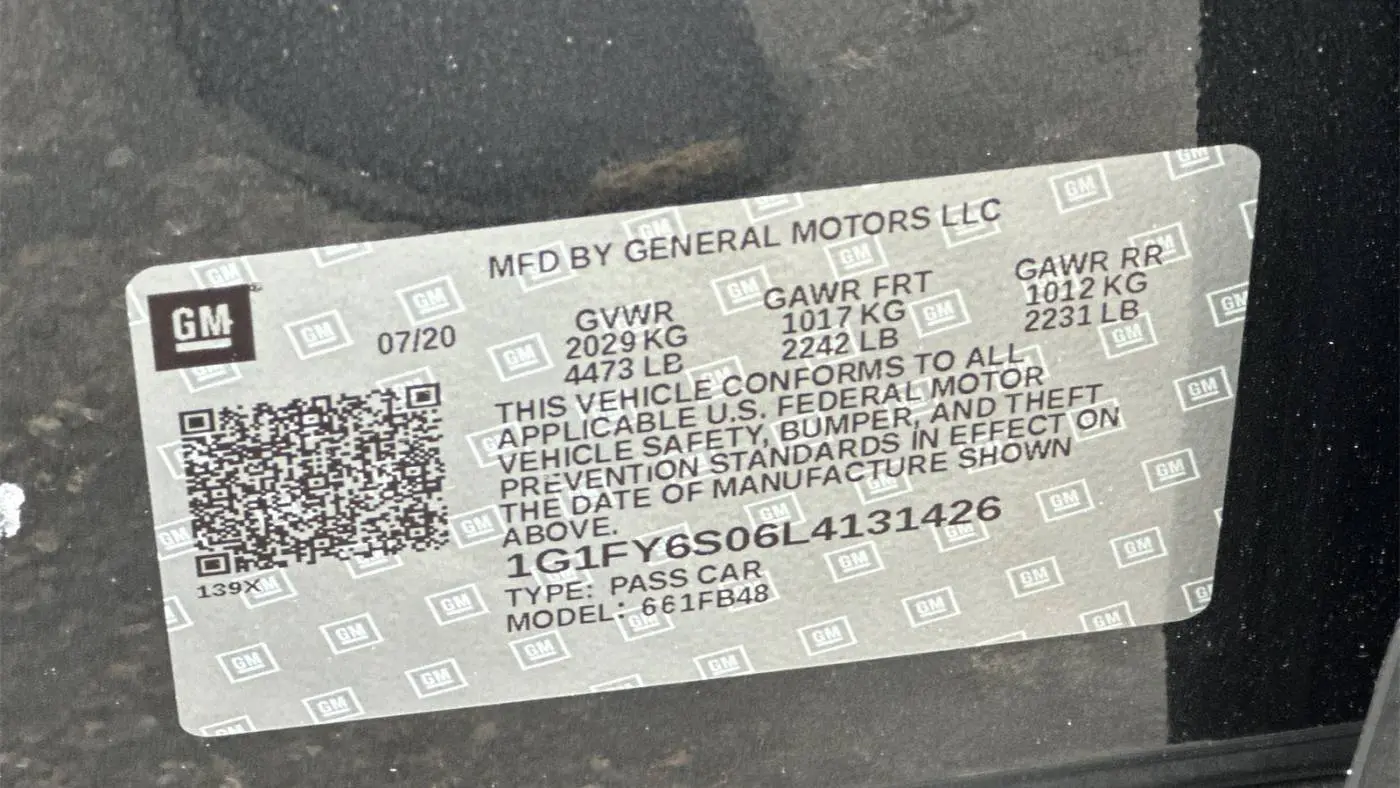 MFD BY GENERAL MOTORS LLC
GM
07/20
GVWR
2029 KG
4473 LB
GAWR FRT
1017 KG
2242 LB
GAWR RR
1012 KG
2231 LB
THIS VEHICLE CONFORMS TO ALL
APPLICABLE U.S. FEDERAL MOTOR
VEHICLE SAFETY, BUMPER, AND THEFT
PREVENTION STANDARDS IN EFFECT ON
THE DATE OF MANUFACTURE SHOWN
ABOVE.
1G1FY6S06L4131426
TYPE: PASS CAR
MODEL: 661FB48
139X